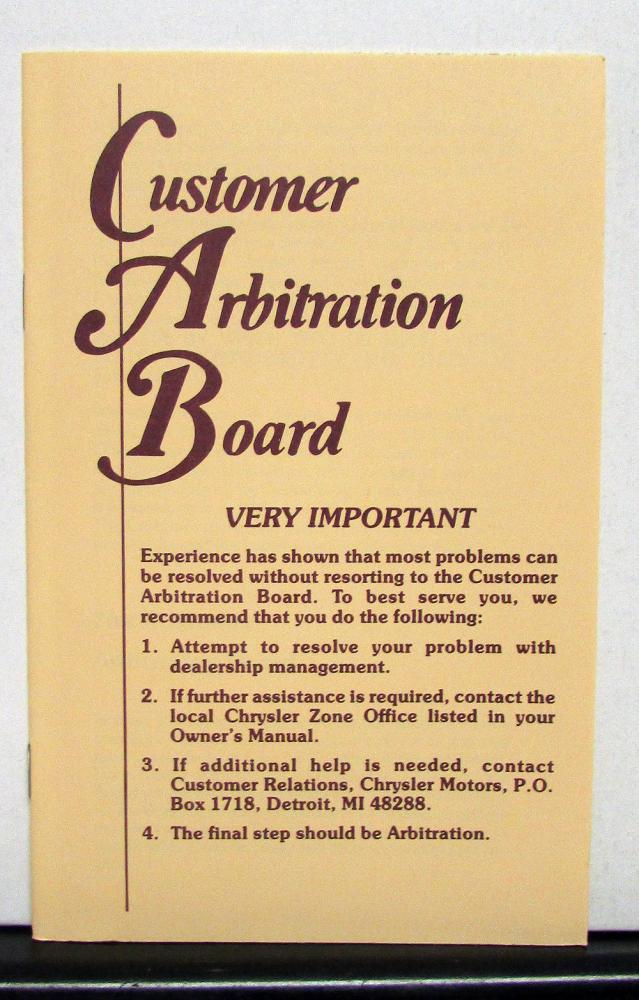 Customer
Arbitration
Board
VERY IMPORTANT
Experience has shown that most problems can
be resolved without resorting to the Customer
Arbitration Board. To best serve you, we
recommend that you do the following:
1. Attempt to resolve your problem with
dealership management.
2. If further assistance is required, contact the
local Chrysler Zone Office listed in your
Owner's Manual.
3. If additional help is needed, contact
Customer Relations, Chrysler Motors, P.O.
Box 1718, Detroit, MI 48288.
4. The final step should be Arbitration.